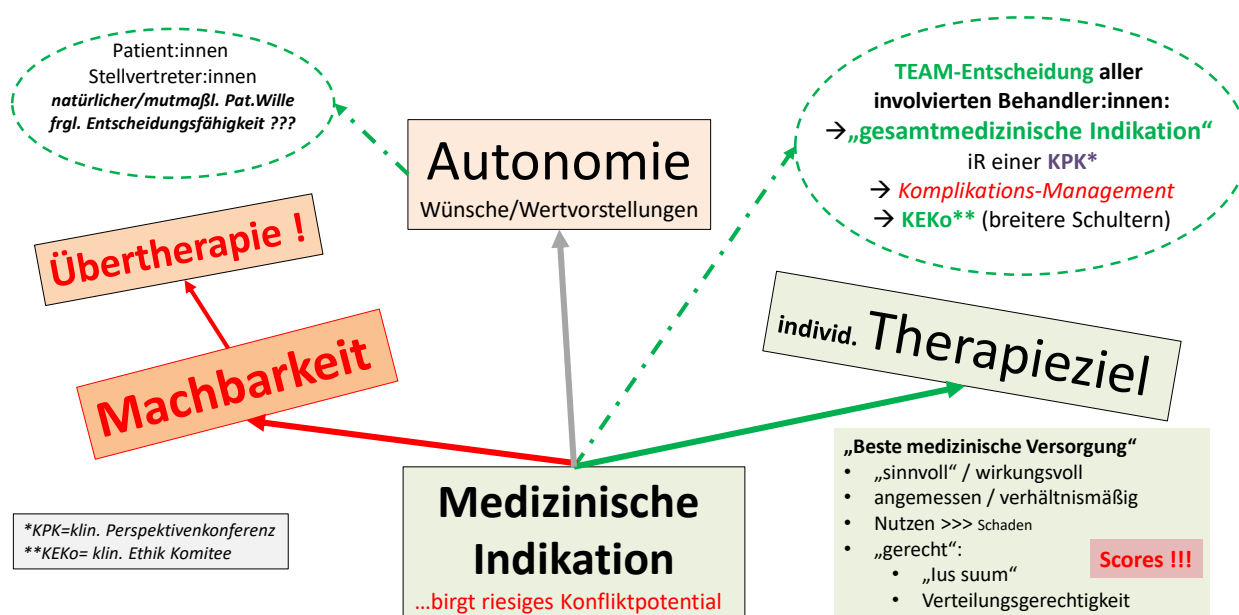 Patient:innen
Stellvertreter:innen
natürlicher/mutmaßl. Pat.Wille
frgl. Entscheidungsfähigkeit ???
TEAM-Entscheidung aller
involvierten Behandler:innen:
→„gesamtmedizinische Indikation“
iR einer KPK*
→ Komplikations-Management
→ KEKo** (breitere Schultern)
Autonomie
Wünsche/Wertvorstellungen
Übertherapie !
Machbarkeit
individ. Therapieziel
Medizinische
Indikation
...birgt riesiges Konfliktpotential
„Beste medizinische Versorgung“
• „sinnvoll“ / wirkungsvoll
• angemessen / verhältnismäßig
• Nutzen >>> Schaden
• „gerecht“:
• „Ius suum“
• Verteilungsgerechtigkeit
Scores !!!
*KPK=klin. Perspektivenkonferenz
**KEKo= klin. Ethik Komitee